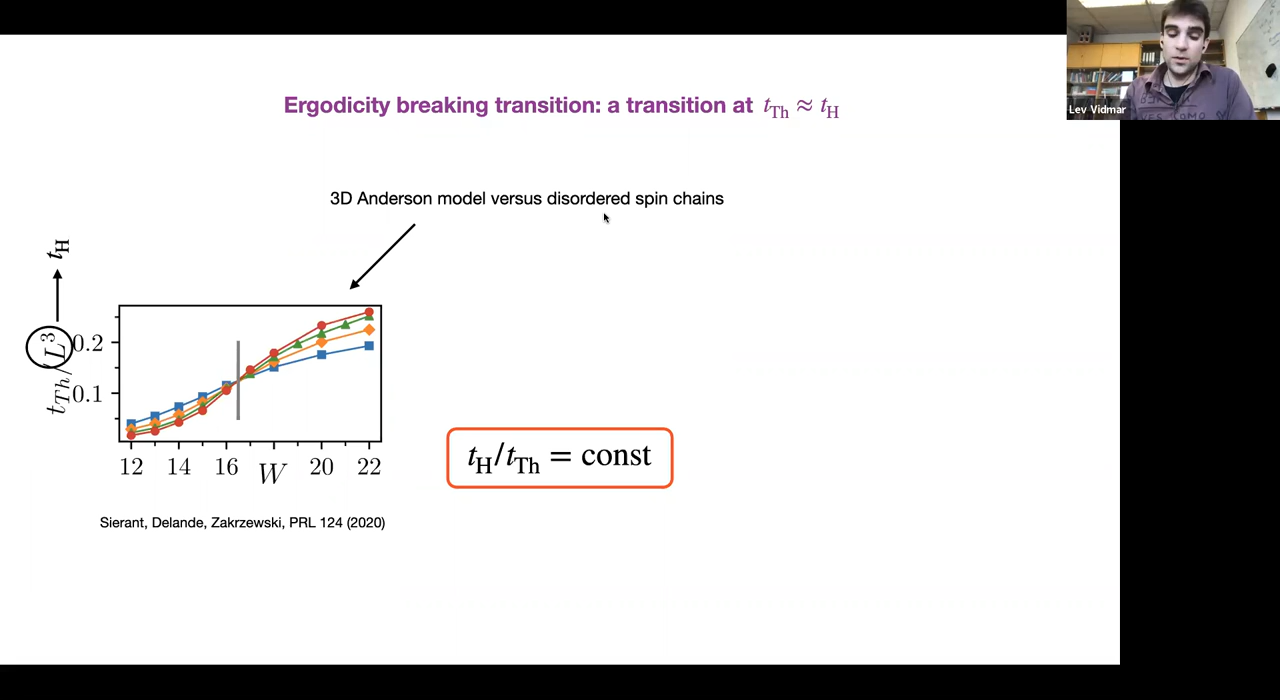 Ergodicity breaking transition: a transition at t_Th ≈ t_H
Lev Vidmar
3D Anderson model versus disordered spin chains
t_H
t_Th/L^3
0.2
0.1
12 14 16 W 20 22
t_H/t_Th = const
Sierant, Delande, Zakrzewski, PRL 124 (2020)